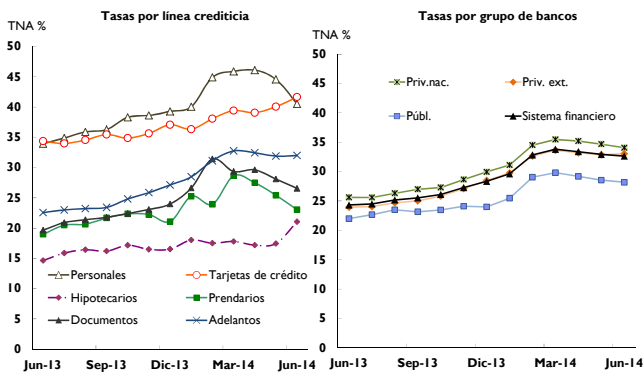 Tasas por línea crediticia
TNA %
50
45
40
35
30
25
20
15
10
5
0
Personales
Tarjetas de crédito
Hipotecarios
Prendarios
Documentos
Adelantos
Jun-13
Sep-13
Dic-13
Mar-14
Jun-14
Tasas por grupo de bancos
TNA %
50
45
40
35
30
25
20
15
10
5
0
Priv.nac.
Priv. ext.
Públ.
Sistema financiero
Jun-13
Sep-13
Dic-13
Mar-14
Jun-14